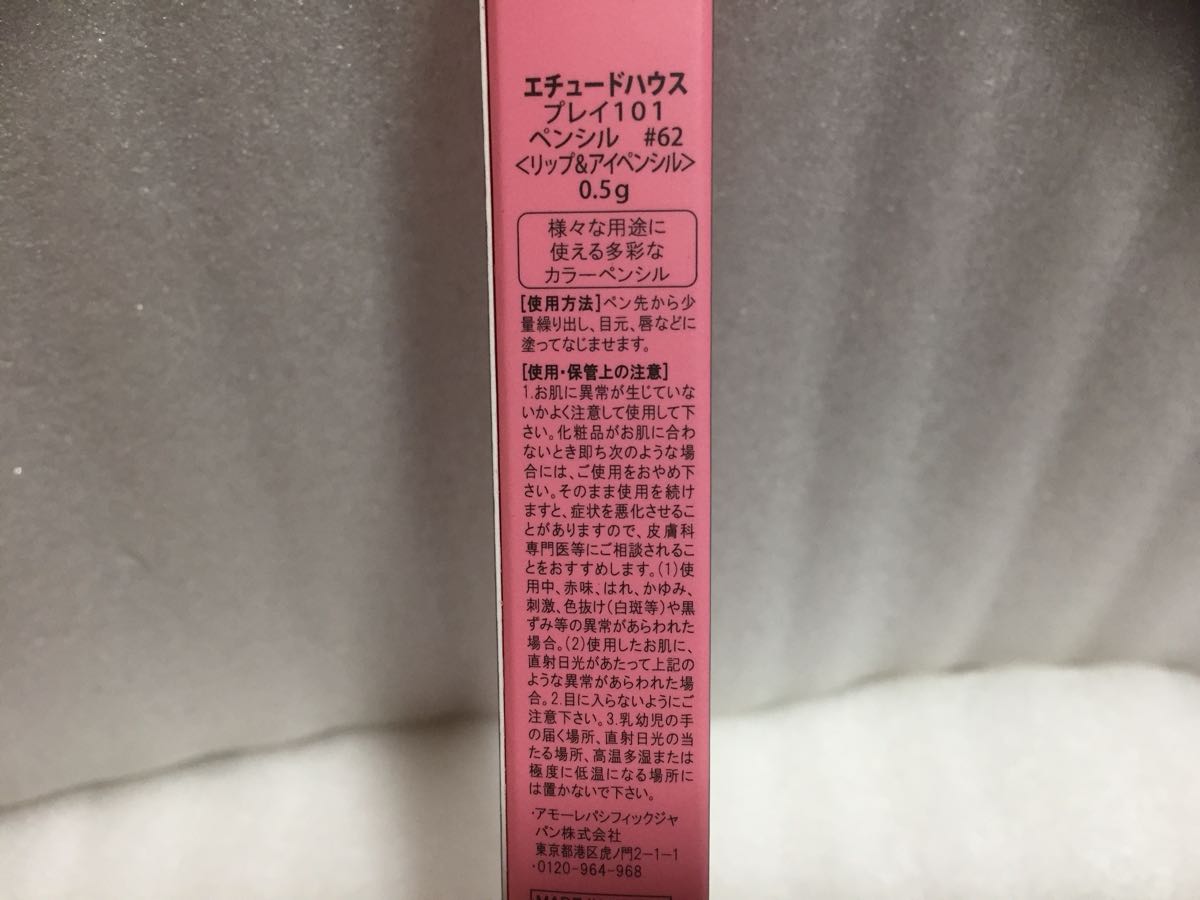 エチュードハウス
プレイ101
ペンシル #62
<リップ&アイペンシル>
0.5g
様々な用途に
使える多彩な
カラーペンシル
[使用方法]ペン先から少
量繰り出し、目元、唇などに
塗ってなじませます。
[使用・保管上の注意]
1.お肌に異常が生じていな
いかよく注意して使用して下
さい。化粧品がお肌に合わ
ないとき即ち次のような場
合には、ご使用をおやめ下
さい。そのまま使用を続け
ますと、症状を悪化させるこ
とがありますので、皮膚科
専門医等にご相談されるこ
とをおすすめします。(1)使
用中、赤味、はれ、かゆみ、
刺激、色抜け(白斑等)や黒
ずみ等の異常があらわれた
場合。(2)使用したお肌に、
直射日光があたって上記の
ような異常があらわれた場
合。2.目に入らないようにご
注意下さい。3.乳幼児の手
の届く場所、直射日光の当
たる場所、高温多湿または
極度に低温になる場所に
は置かないで下さい。
・アモーレパシフィックジャ
パン株式会社
東京都港区虎ノ門2-1-1
・0120-964-968